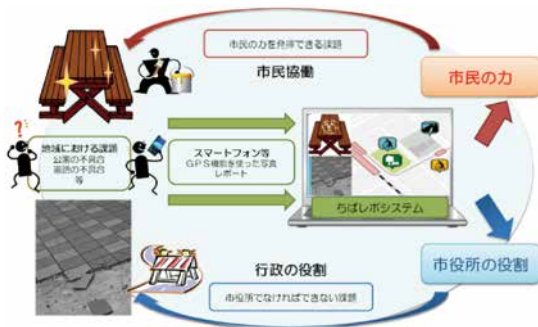 市民の力を発揮できる課題
市民協働
市民の力
地域における課題
公園の不具合
道路の不具合
等
スマートフォン等
GPS機能を使った写真
レポート
ちばレポシステム
行政の役割
市役所の役割
市役所でなければできない課題